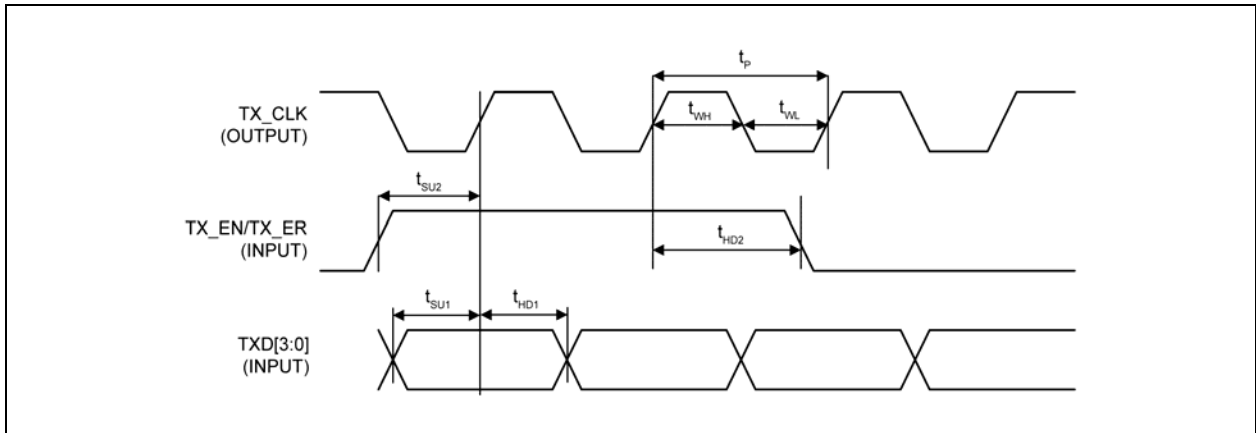 t_P
TX_CLK
(OUTPUT)
t_WH
t_WL
t_SU2
TX_EN/TX_ER
(INPUT)
t_HD2
t_SU1
t_HD1
TXD[3:0]
(INPUT)